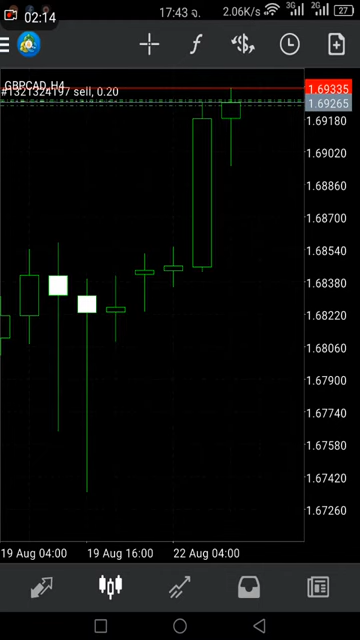 02:14
17:43 จ.
2.06K/s
3G
2G
27
GBPCAD, H4
#1321324197 sell, 0.20
1.69335
1.69265
1.69180
1.69020
1.68860
1.68700
1.68540
1.68380
1.68220
1.68060
1.67900
1.67740
1.67580
1.67420
1.67260
19 Aug 04:00
19 Aug 16:00
22 Aug 04:00